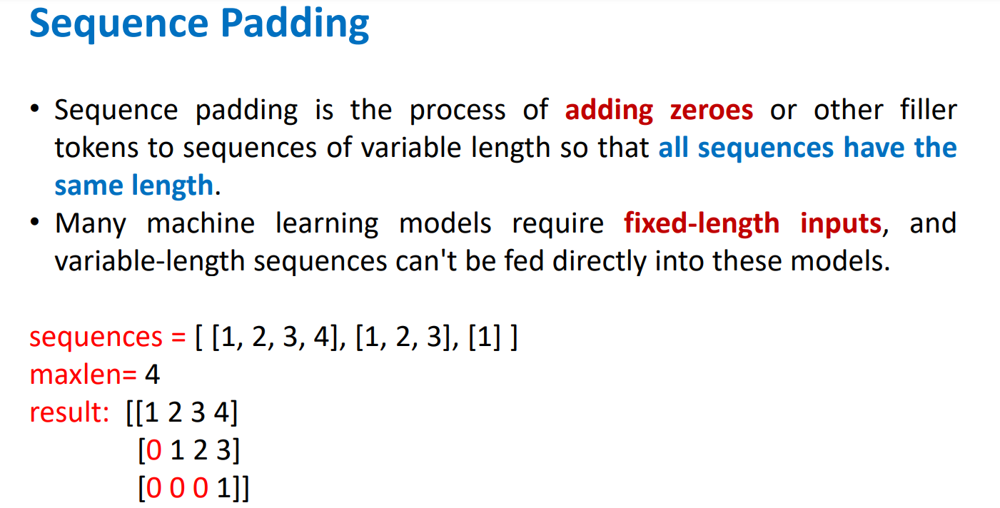 Sequence Padding
• Sequence padding is the process of adding zeroes or other filler
tokens to sequences of variable length so that all sequences have the
same length.
• Many machine learning models require fixed-length inputs, and
variable-length sequences can't be fed directly into these models.
sequences = [ [1, 2, 3, 4], [1, 2, 3], [1] ]
maxlen= 4
result: [[1 2 3 4]
[0 1 2 3]
[0 0 0 1]]